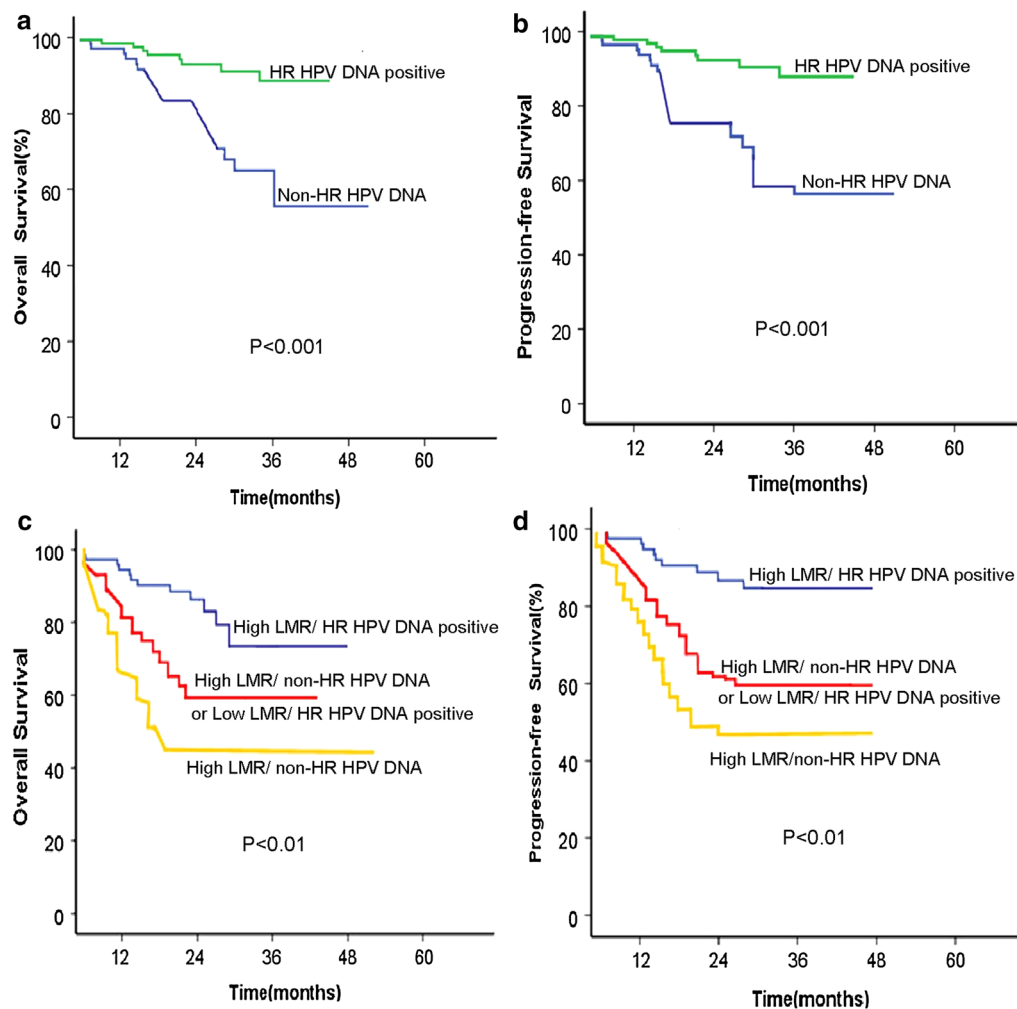 a
Overall Survival(%)
100
80
60
40
20
0
HR HPV DNA positive
Non-HR HPV DNA
P<0.001
12 24 36 48 60
Time(months)
b
Progression-free Survival
100
80
60
40
20
0
HR HPV DNA positive
Non-HR HPV DNA
P<0.001
12 24 36 48 60
Time(months)
c
Overall Survival
100
80
60
40
20
0
High LMR/ HR HPV DNA positive
High LMR/ non-HR HPV DNA
or Low LMR/ HR HPV DNA positive
High LMR/ non-HR HPV DNA
P<0.01
12 24 36 48 60
Time(months)
d
Progression-free Survival(%)
100
80
60
40
20
0
High LMR/ HR HPV DNA positive
High LMR/ non-HR HPV DNA
or Low LMR/ HR HPV DNA positive
High LMR/non-HR HPV DNA
P<0.01
12 24 36 48 60
Time(months)